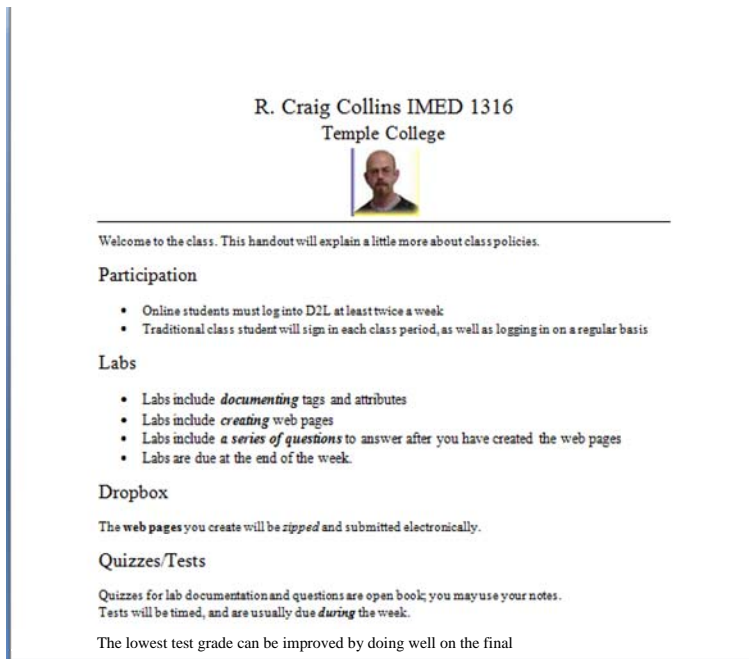 R. Craig Collins IMED 1316
Temple College
Welcome to the class. This handout will explain a little more about class policies.
Participation
• Online students must log into D2L at least twice a week
• Traditional class student will sign in each class period, as well as logging in on a regular basis
Labs
• Labs include documenting tags and attributes
• Labs include creating web pages
• Labs include a series of questions to answer after you have created the web pages
• Labs are due at the end of the week.
Dropbox
The web pages you create will be zipped and submitted electronically.
Quizzes/Tests
Quizzes for lab documentation and questions are open book; you may use your notes.
Tests will be timed, and are usually due during the week.
The lowest test grade can be improved by doing well on the final